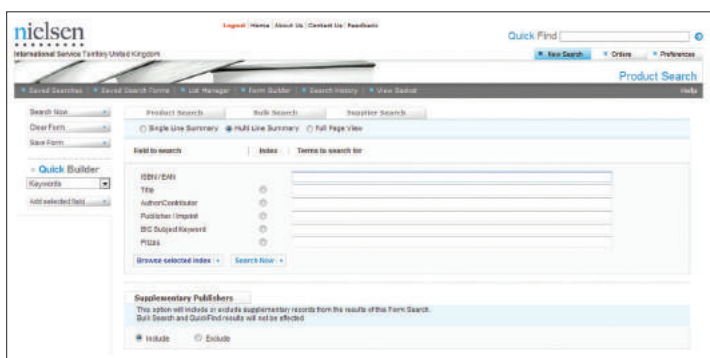 nielsen
Logout | Home | About Us | Contact Us | Feedback
Quick Find
International Service Territory United Kingdom
New Search
Orders
Preferences
Product Search
Saved Searches | Saved Search Forms | List Manager | Form Builder | Search History | View Basket
Help
Search Now
Clear Form
Save Form
Quick Builder
Keywords
Add selected field
Product Search
Bulk Search
Supplier Search
Single Line Summary
Multi Line Summary
Full Page View
Field to search | Index | Terms to search for
ISBN / EAN
Title
Author/Contributor
Publisher / Imprint
BIC Subject Keyword
Prizes
Browse selected index
Search Now
Supplementary Publishers
This option will include or exclude supplementary records from the results of this Form Search.
Bulk Search and QuickFind results will not be affected
Include
Exclude